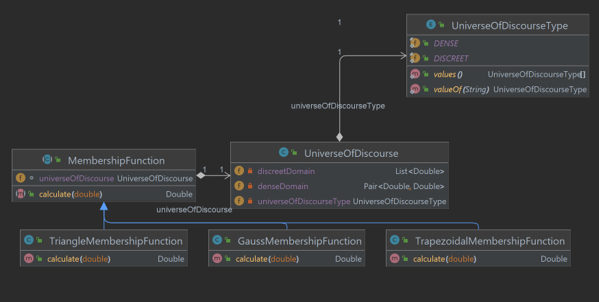 1
UniverseOfDiscourseType
DENSE
DISCREET
values () UniverseOfDiscourseType[]
valueOf (String) UniverseOfDiscourseType
1
universeOfDiscourseType
UniverseOfDiscourse
discreetDomain List<Double>
denseDomain Pair<Double, Double>
universeOfDiscourseType UniverseOfDiscourseType
MembershipFunction
universeOfDiscourse UniverseOfDiscourse
calculate(double) Double
1 1
universeOfDiscourse
TriangleMembershipFunction
calculate(double) Double
GaussMembershipFunction
calculate(double) Double
TrapezoidalMembershipFunction
calculate(double) Double